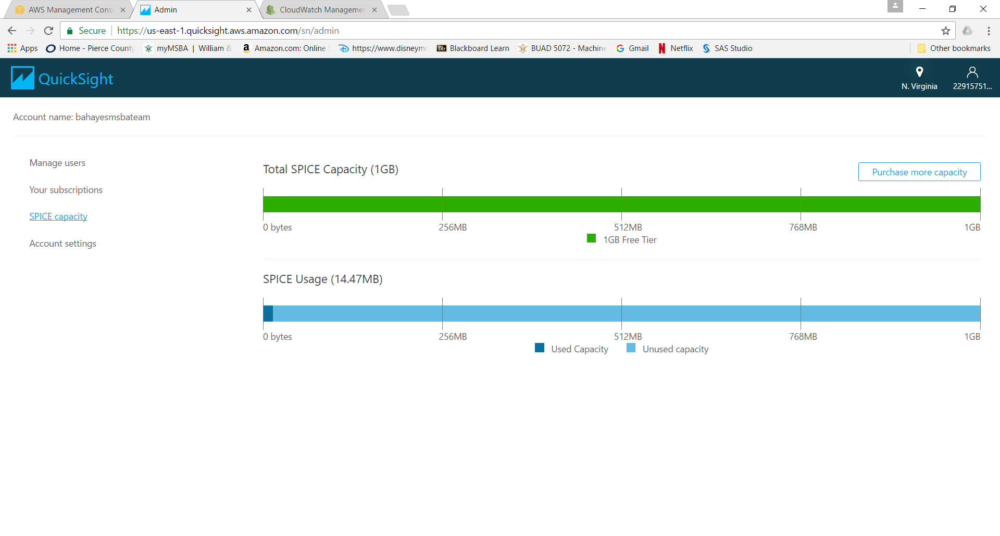 AWS Management Conso
Admin
CloudWatch Managemen
Secure
https://us-east-1.quicksight.aws.amazon.com/sn/admin
Apps
Home - Pierce County
myMSBA | William &
Amazon.com: Online
https://www.disneymo
Bb
Blackboard Learn
BUAD 5072 - Machine
Gmail
Netflix
SAS Studio
Other bookmarks
QuickSight
N. Virginia
22915751...
Account name: bahayesmsbateam
Manage users
Your subscriptions
SPICE capacity
Account settings
Total SPICE Capacity (1GB)
Purchase more capacity
0 bytes 256MB 512MB 768MB 1GB
1GB Free Tier
SPICE Usage (14.47MB)
0 bytes 256MB 512MB 768MB 1GB
Used Capacity Unused capacity